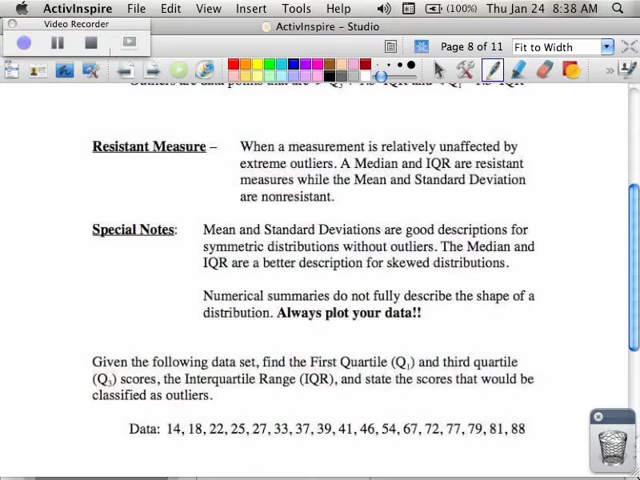 ActivInspire File Edit View Insert Tools Help (100%) Thu Jan 24 8:38 AM
Video Recorder
ActivInspire - Studio
Page 8 of 11 Fit to Width
Outliers are data points that are
Resistant Measure – When a measurement is relatively unaffected by
extreme outliers. A Median and IQR are resistant
measures while the Mean and Standard Deviation
are nonresistant.
Special Notes: Mean and Standard Deviations are good descriptions for
symmetric distributions without outliers. The Median and
IQR are a better description for skewed distributions.
Numerical summaries do not fully describe the shape of a
distribution. Always plot your data!!
Given the following data set, find the First Quartile (Q₁) and third quartile
(Q₃) scores, the Interquartile Range (IQR), and state the scores that would be
classified as outliers.
Data: 14, 18, 22, 25, 27, 33, 37, 39, 41, 46, 54, 67, 72, 77, 79, 81, 88